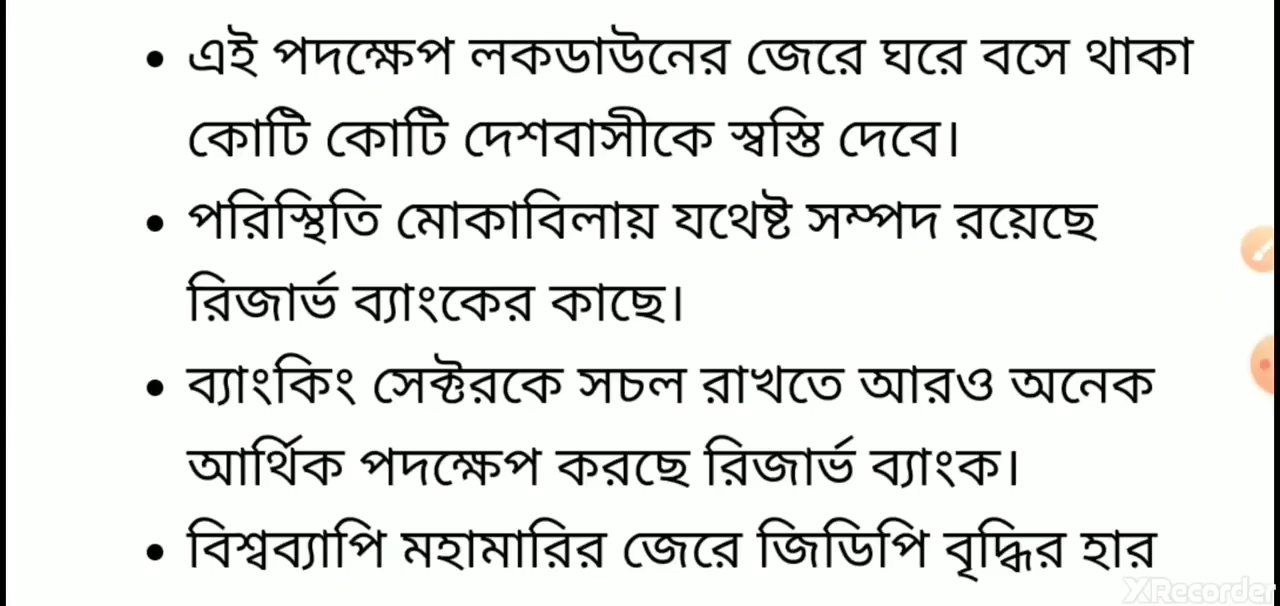 • এই পদক্ষেপ লকডাউনের জেরে ঘরে বসে থাকা
কোটি কোটি দেশবাসীকে স্বস্তি দেবে।
• পরিস্থিতি মোকাবিলায় যথেষ্ট সম্পদ রয়েছে
রিজার্ভ ব্যাংকের কাছে।
• ব্যাংকিং সেক্টরকে সচল রাখতে আরও অনেক
আর্থিক পদক্ষেপ করছে রিজার্ভ ব্যাংক।
• বিশ্বব্যাপি মহামারির জেরে জিডিপি বৃদ্ধির হার
XRecorder